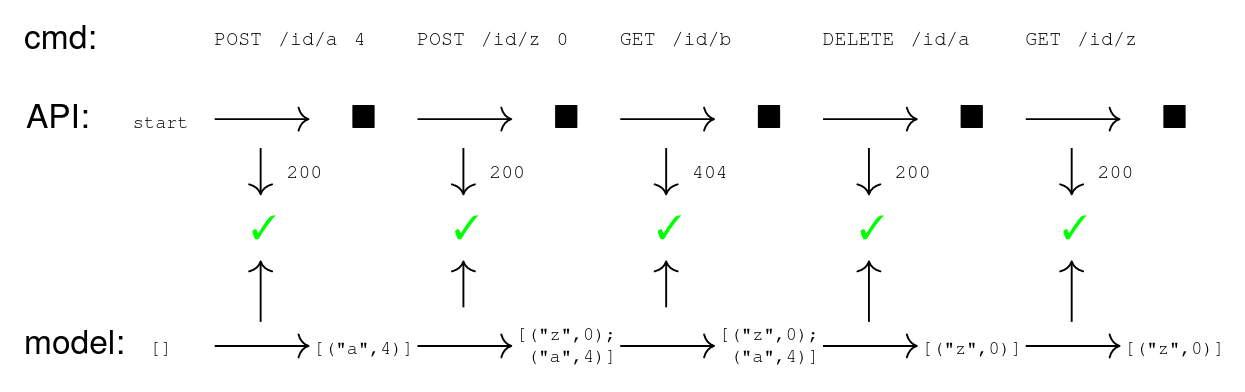 cmd: POST /id/a 4 POST /id/z 0 GET /id/b DELETE /id/a GET /id/z
API: start
200 200 404 200 200
model: [] [("a",4)] [("z",0); ("a",4)] [("z",0); ("a",4)] [("z",0)] [("z",0)]